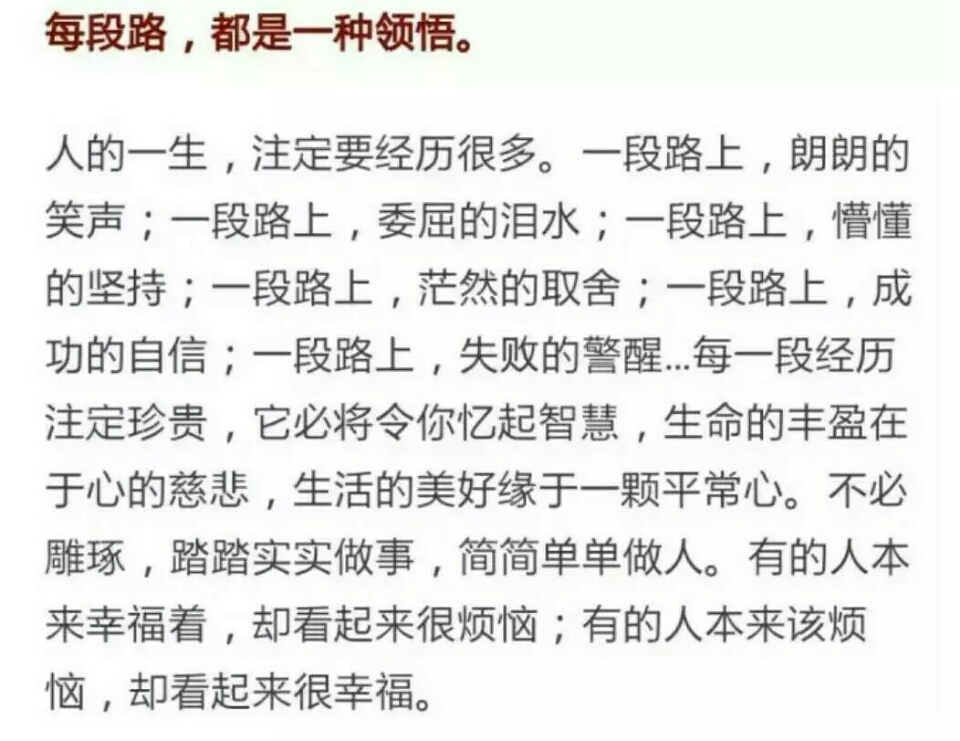 每段路，都是一种领悟。
人的一生，注定要经历很多。一段路上，朗朗的
笑声；一段路上，委屈的泪水；一段路上，懵懂
的坚持；一段路上，茫然的取舍；一段路上，成
功的自信；一段路上，失败的警醒...每一段经历
注定珍贵，它必将令你忆起智慧，生命的丰盈在
于心的慈悲，生活的美好缘于一颗平常心。不必
雕琢，踏踏实实做事，简简单单做人。有的人本
来幸福着，却看起来很烦恼；有的人本来该烦
恼，却看起来很幸福。